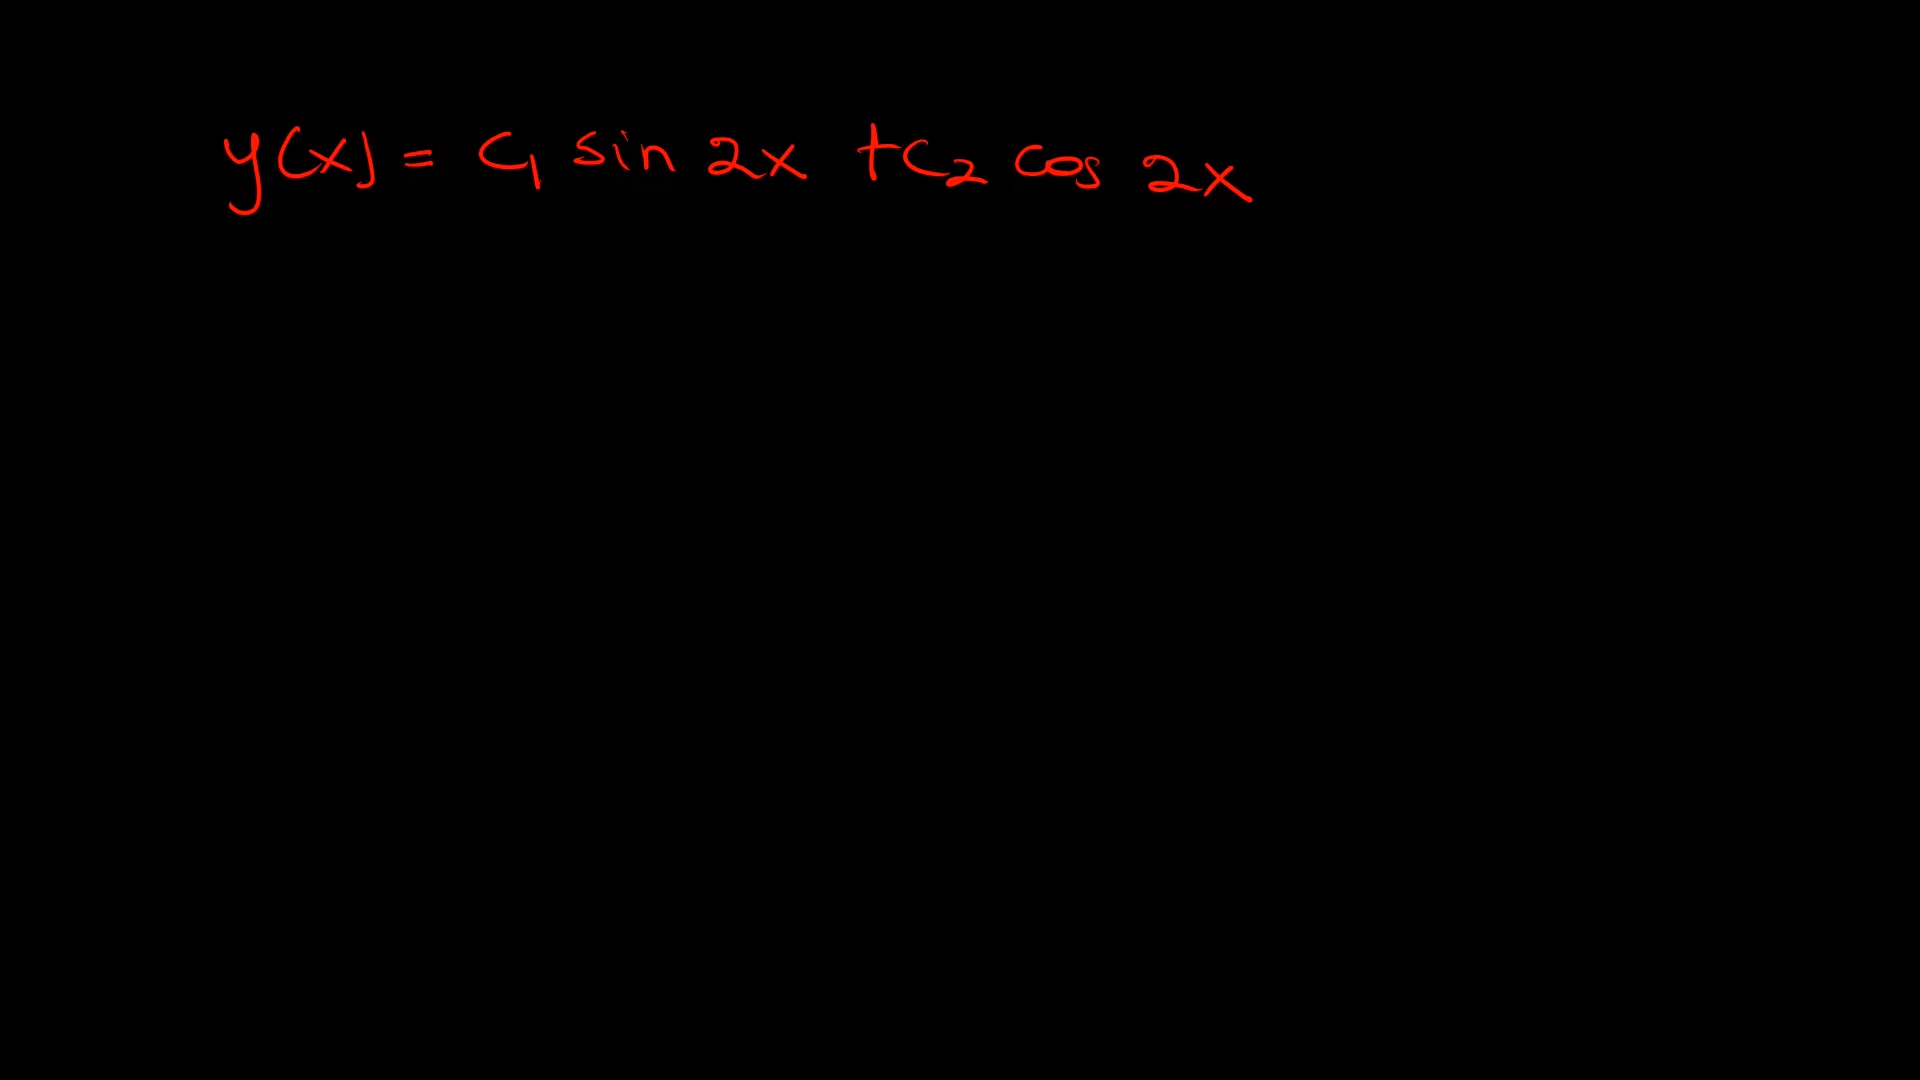 y(x) = c₁ sin 2x + c₂ cos 2x